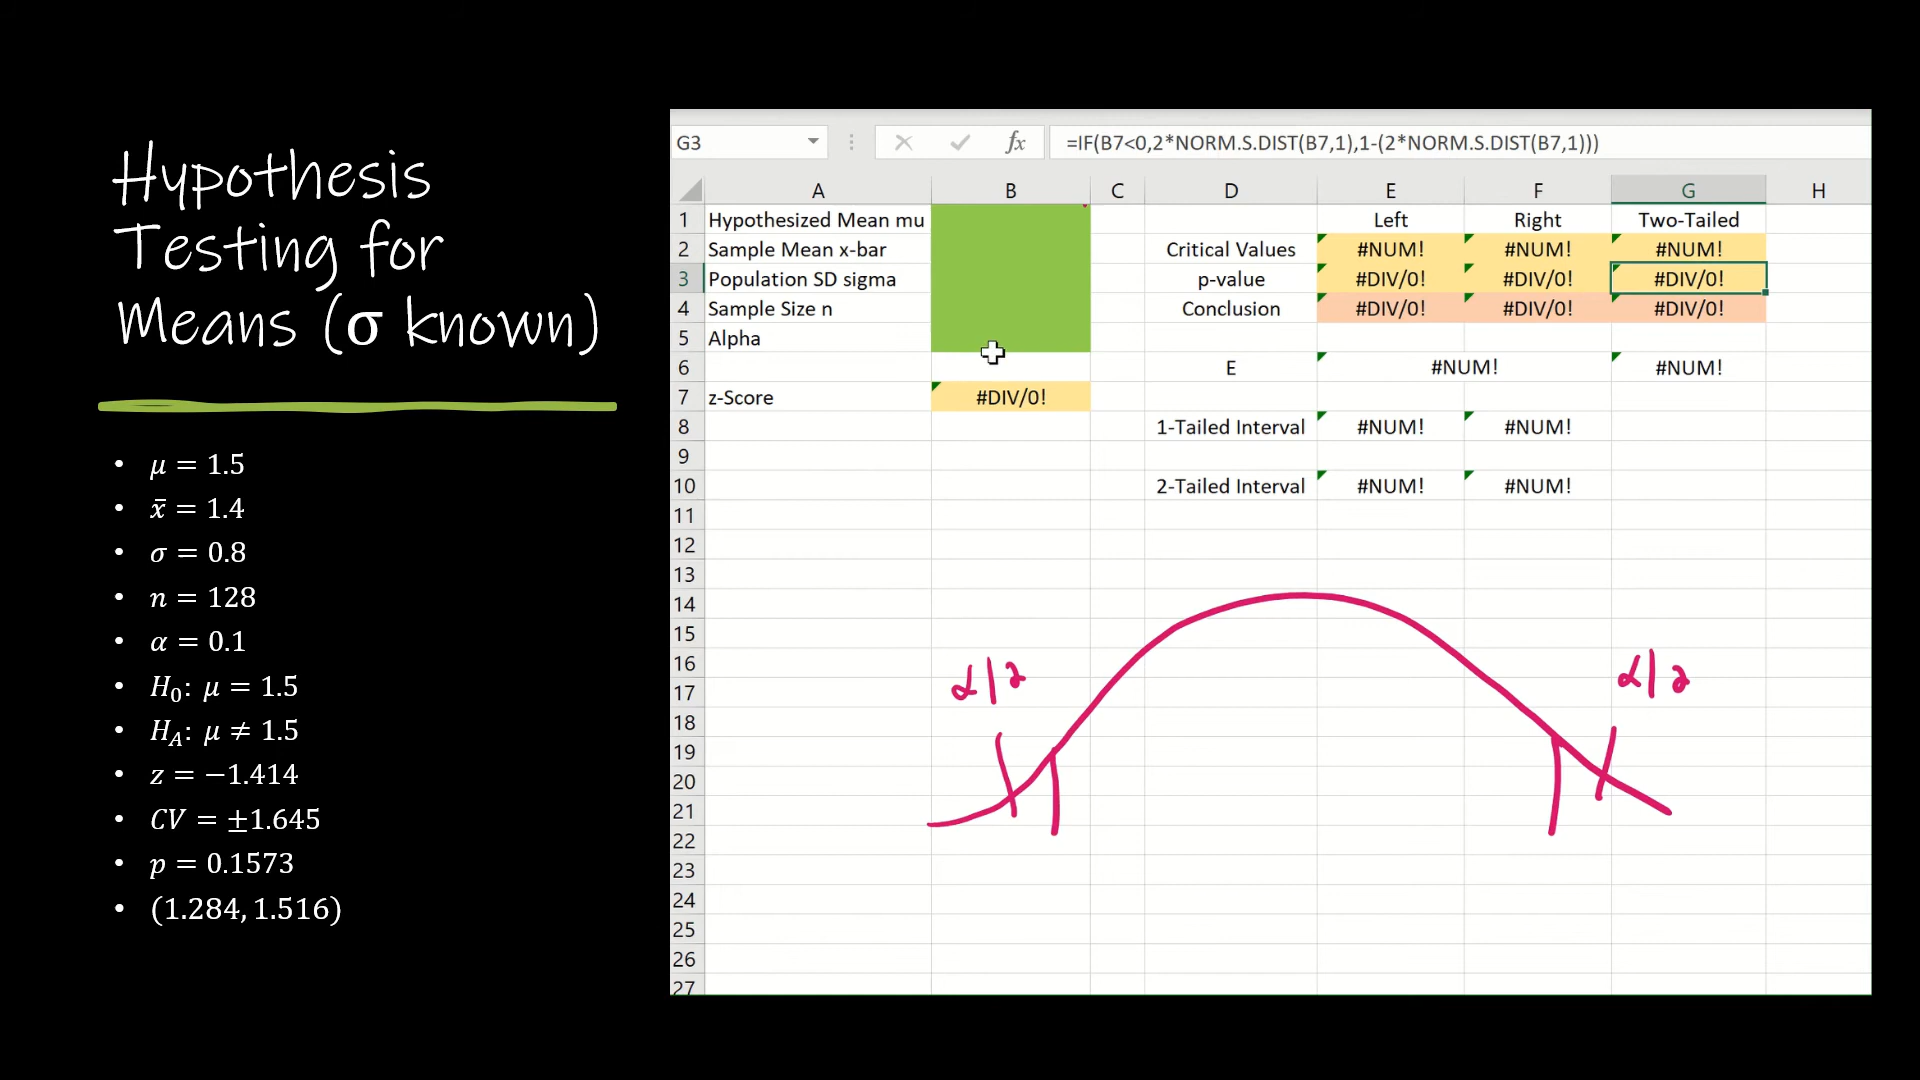 Hypothesis
Testing for
Means (σ known)
• μ = 1.5
• x̄ = 1.4
• σ = 0.8
• n = 128
• α = 0.1
• H₀: μ = 1.5
• H_A: μ ≠ 1.5
• z = −1.414
• CV = ±1.645
• p = 0.1573
• (1.284, 1.516)
G3 fx =IF(B7<0,2*NORM.S.DIST(B7,1),1-(2*NORM.S.DIST(B7,1)))
A B C D E F G H
1 Hypothesized Mean mu Left Right Two-Tailed
2 Sample Mean x-bar Critical Values #NUM! #NUM! #NUM!
3 Population SD sigma p-value #DIV/0! #DIV/0! #DIV/0!
4 Sample Size n Conclusion #DIV/0! #DIV/0! #DIV/0!
5 Alpha
6 E #NUM! #NUM!
7 z-Score #DIV/0!
8 1-Tailed Interval #NUM! #NUM!
9
10 2-Tailed Interval #NUM! #NUM!
11
12
13
14
15
16
α/2 α/2
17
18
19
20
21
22
23
24
25
26
27